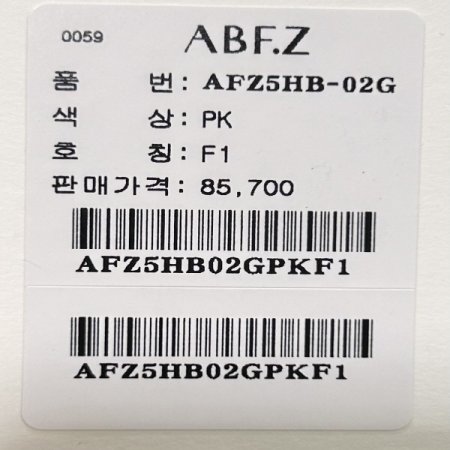 0059 ABF.Z
품 번: AFZ5HB-02G
색 상: PK
호 칭: F1
판매가격: 85,700
AFZ5HB02GPKF1
AFZ5HB02GPKF1